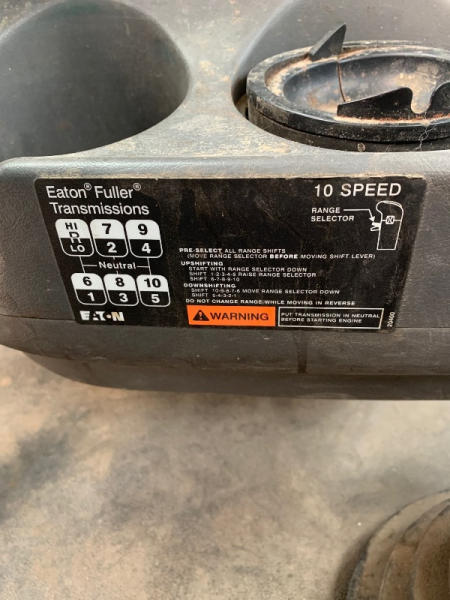 Eaton® Fuller®
Transmissions
10 SPEED
RANGE
SELECTOR
HI 7 9
R
LO 2 4
Neutral
6 8 10
1 3 5
EATON
PRE-SELECT ALL RANGE SHIFTS
(MOVE RANGE SELECTOR BEFORE MOVING SHIFT LEVER)
UPSHIFTING
START WITH RANGE SELECTOR DOWN
SHIFT 1-2-3-4-5 RAISE RANGE SELECTOR
SHIFT 6-7-8-9-10
DOWNSHIFTING
SHIFT 10-9-8-7-6 MOVE RANGE SELECTOR DOWN
SHIFT 5-4-3-2-1
DO NOT CHANGE RANGE WHILE MOVING IN REVERSE
WARNING
PUT TRANSMISSION IN NEUTRAL
BEFORE STARTING ENGINE